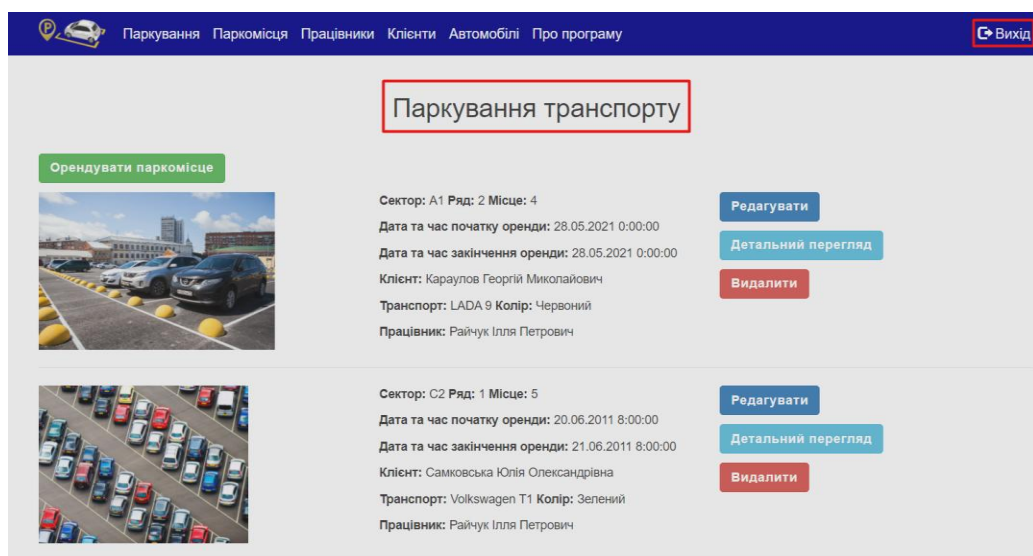 P
Паркування Паркомісця Працівники Клієнти Автомобілі Про програму Вихід
Паркування транспорту
Орендувати паркомісце
Сектор: A1 Ряд: 2 Місце: 4
Дата та час початку оренди: 28.05.2021 0:00:00
Дата та час закінчення оренди: 28.05.2021 0:00:00
Клієнт: Караулов Георгій Миколайович
Транспорт: LADA 9 Колір: Червоний
Працівник: Райчук Ілля Петрович
Редагувати
Детальний перегляд
Видалити
Сектор: C2 Ряд: 1 Місце: 5
Дата та час початку оренди: 20.06.2011 8:00:00
Дата та час закінчення оренди: 21.06.2011 8:00:00
Клієнт: Самковська Юлія Олександрівна
Транспорт: Volkswagen T1 Колір: Зелений
Працівник: Райчук Ілля Петрович
Редагувати
Детальний перегляд
Видалити